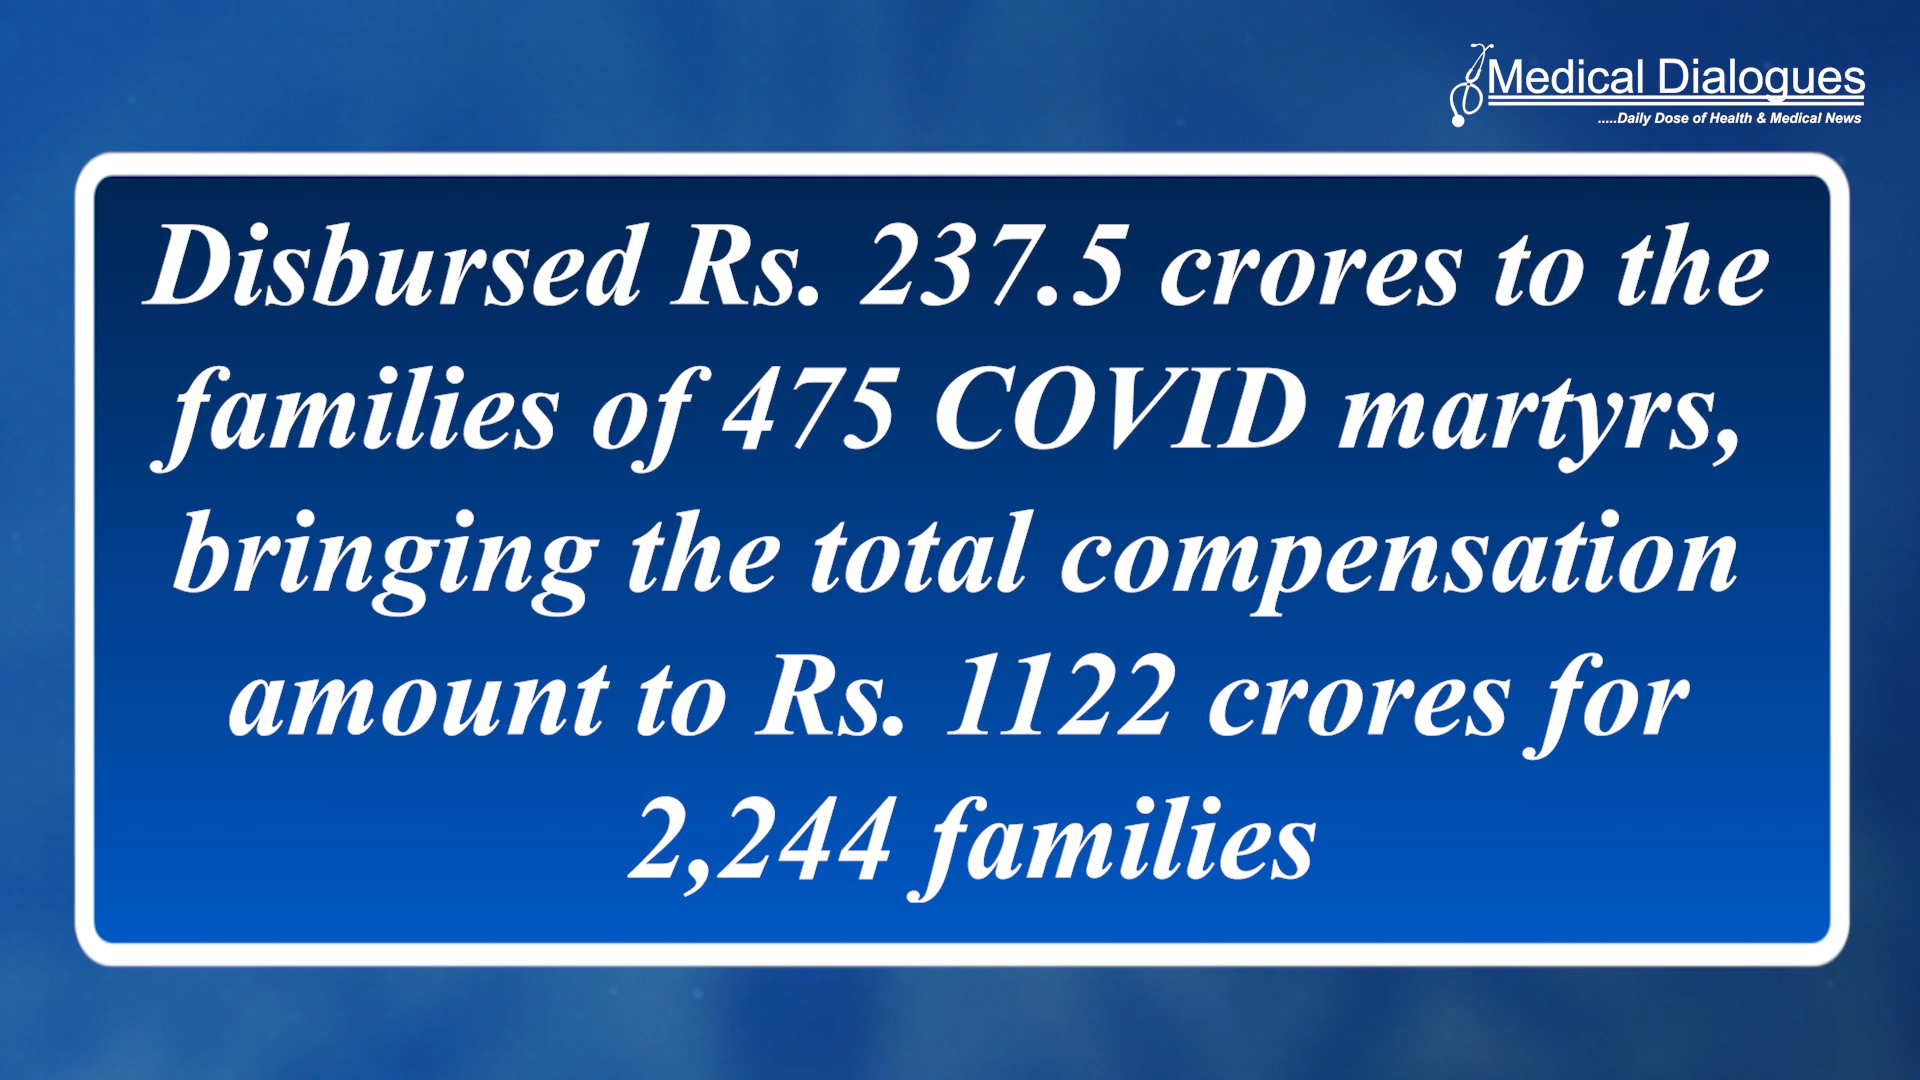 Medical Dialogues
.....Daily Dose of Health & Medical News
Disbursed Rs. 237.5 crores to the
families of 475 COVID martyrs,
bringing the total compensation
amount to Rs. 1122 crores for
2,244 families